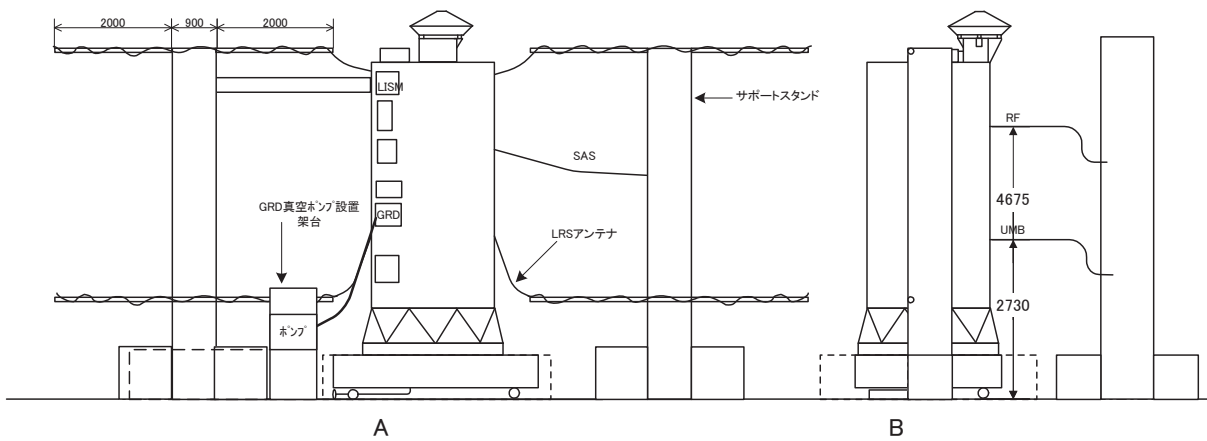 2000
900
2000
LISM
サポートスタンド
RF
SAS
4675
GRD真空ﾎﾟﾝﾌﾟ設置
架台
GRD
UMB
LRSアンテナ
2730
ﾎﾟﾝﾌﾟ
A
B